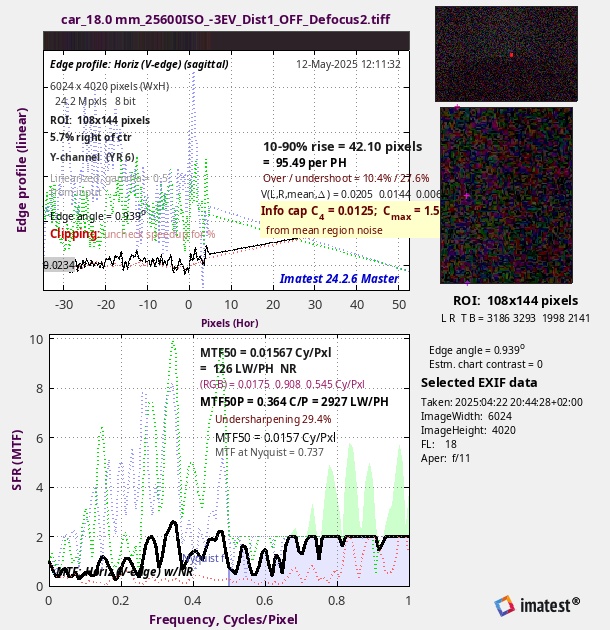 car_18.0 mm_25600ISO_-3EV_Dist1_OFF_Defocus2.tiff
Edge profile: Horiz (V-edge) (sagittal)
12-May-2025 12:11:32
6024 x 4020 pixels (WxH)
24.2 Mpxls 8 bit
ROI: 108x144 pixels
5.7% right of ctr
Y-channel (YR 6)
Edge angle = 0.939°
Clipping: uncheck speedup for %
0.0234
10-90% rise = 42.10 pixels
= 95.49 per PH
Over / undershoot = 10.4% / 27.6%
V(L,R,mean,△) = 0.0205 0.0144 0.006
Info cap C4 = 0.0125; Cmax = 1.5
from mean region noise
Imatest 24.2.6 Master
Edge profile (linear)
-30 -20 -10 0 10 20 30 40 50
Pixels (Hor)
ROI: 108x144 pixels
L R T B = 3186 3293 1998 2141
Edge angle = 0.939°
Estm. chart contrast = 0
Selected EXIF data
Taken: 2025:04:22 20:44:28+02:00
ImageWidth: 6024
ImageHeight: 4020
FL: 18
Aper: f/11
MTF50 = 0.01567 Cy/Pxl
= 126 LW/PH NR
(RGB) = 0.0175 0.908 0.545 Cy/Pxl
MTF50P = 0.364 C/P = 2927 LW/PH
Undersharpening 29.4%
MTF50 = 0.0157 Cy/Pxl
MTF at Nyquist = 0.737
Nyquist f
MTF: Horiz (V-edge) w/NR
SFR (MTF)
10
8
6
4
2
0
0 0.2 0.4 0.6 0.8 1
Frequency, Cycles/Pixel
imatest®